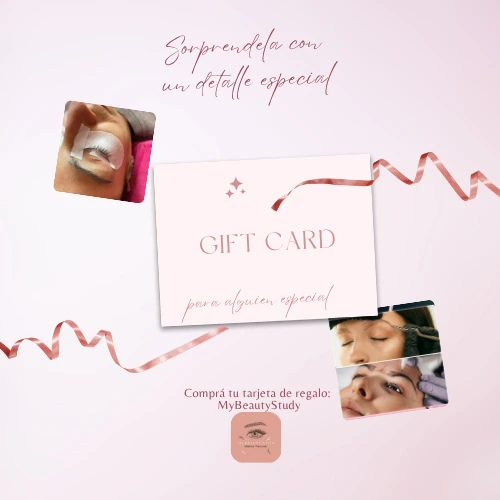 Sorprendela con
un detalle especial
GIFT CARD
para alguien especial
Comprá tu tarjeta de regalo:
MyBeautyStudy